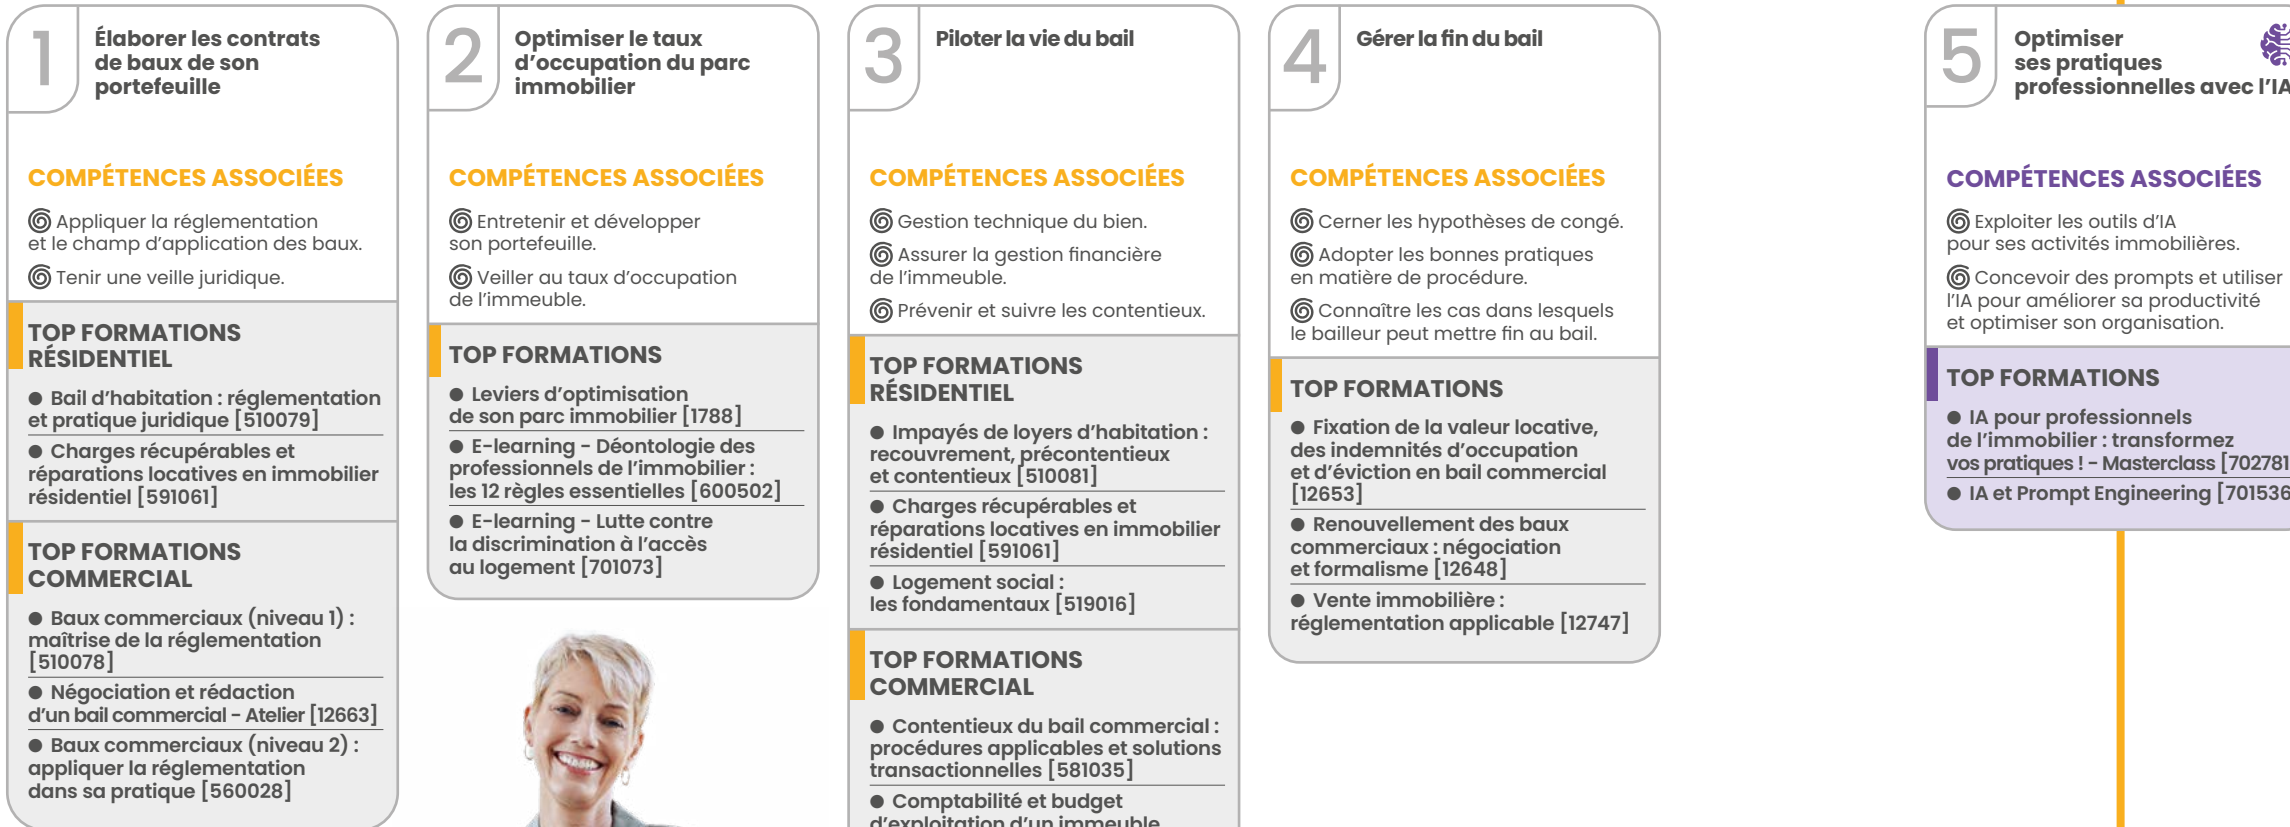 1
Élaborer les contrats
de baux de son
portefeuille
COMPÉTENCES ASSOCIÉES
Appliquer la réglementation
et le champ d'application des baux.
Tenir une veille juridique.
TOP FORMATIONS
RÉSIDENTIEL
● Bail d'habitation : réglementation
et pratique juridique [510079]
● Charges récupérables et
réparations locatives en immobilier
résidentiel [591061]
TOP FORMATIONS
COMMERCIAL
● Baux commerciaux (niveau 1) :
maîtrise de la réglementation
[510078]
● Négociation et rédaction
d'un bail commercial - Atelier [12663]
● Baux commerciaux (niveau 2) :
appliquer la réglementation
dans sa pratique [560028]
2
Optimiser le taux
d'occupation du parc
immobilier
COMPÉTENCES ASSOCIÉES
Entretenir et développer
son portefeuille.
Veiller au taux d'occupation
de l'immeuble.
TOP FORMATIONS
● Leviers d'optimisation
de son parc immobilier [1788]
● E-learning - Déontologie des
professionnels de l'immobilier :
les 12 règles essentielles [600502]
● E-learning - Lutte contre
la discrimination à l'accès
au logement [701073]
3
Piloter la vie du bail
COMPÉTENCES ASSOCIÉES
Gestion technique du bien.
Assurer la gestion financière
de l'immeuble.
Prévenir et suivre les contentieux.
TOP FORMATIONS
RÉSIDENTIEL
● Impayés de loyers d'habitation :
recouvrement, précontentieux
et contentieux [510081]
● Charges récupérables et
réparations locatives en immobilier
résidentiel [591061]
● Logement social :
les fondamentaux [519016]
TOP FORMATIONS
COMMERCIAL
● Contentieux du bail commercial :
procédures applicables et solutions
transactionnelles [581035]
● Comptabilité et budget
d'exploitation d'un immeuble
4
Gérer la fin du bail
COMPÉTENCES ASSOCIÉES
Cerner les hypothèses de congé.
Adopter les bonnes pratiques
en matière de procédure.
Connaître les cas dans lesquels
le bailleur peut mettre fin au bail.
TOP FORMATIONS
● Fixation de la valeur locative,
des indemnités d'occupation
et d'éviction en bail commercial
[12653]
● Renouvellement des baux
commerciaux : négociation
et formalisme [12648]
● Vente immobilière :
réglementation applicable [12747]
5
Optimiser
ses pratiques
professionnelles avec l'IA
COMPÉTENCES ASSOCIÉES
Exploiter les outils d'IA
pour ses activités immobilières.
Concevoir des prompts et utiliser
l'IA pour améliorer sa productivité
et optimiser son organisation.
TOP FORMATIONS
● IA pour professionnels
de l'immobilier : transformez
vos pratiques ! - Masterclass [702781
● IA et Prompt Engineering [701536